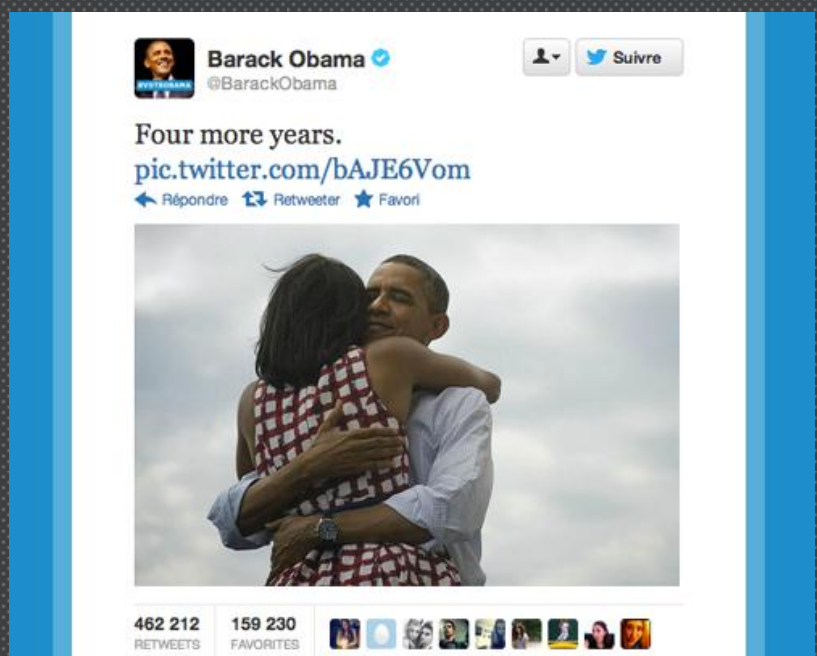 Barack Obama
Suivre
@BarackObama
Four more years.
pic.twitter.com/bAJE6Vom
Répondre Retweeter Favori
462 212 159 230
RETWEETS FAVORITES